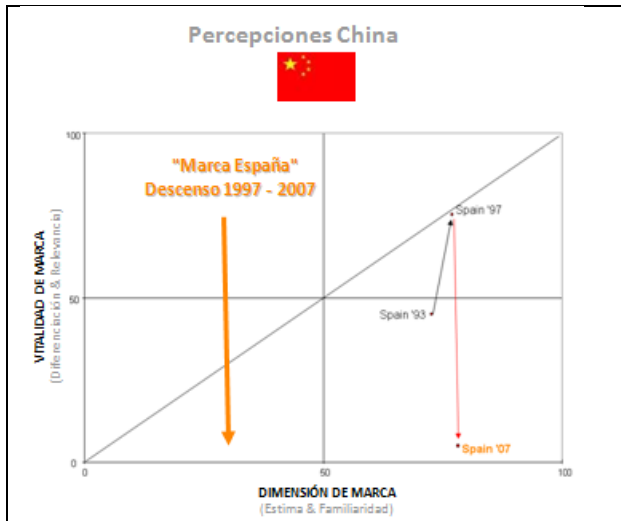 Percepciones China
100
"Marca España"
Descenso 1997 - 2007
Spain '97
VITALIDAD DE MARCA
(Diferenciación & Relevancia)
50
Spain '93
Spain '07
0
0
50
100
DIMENSIÓN DE MARCA
(Estima & Familiaridad)